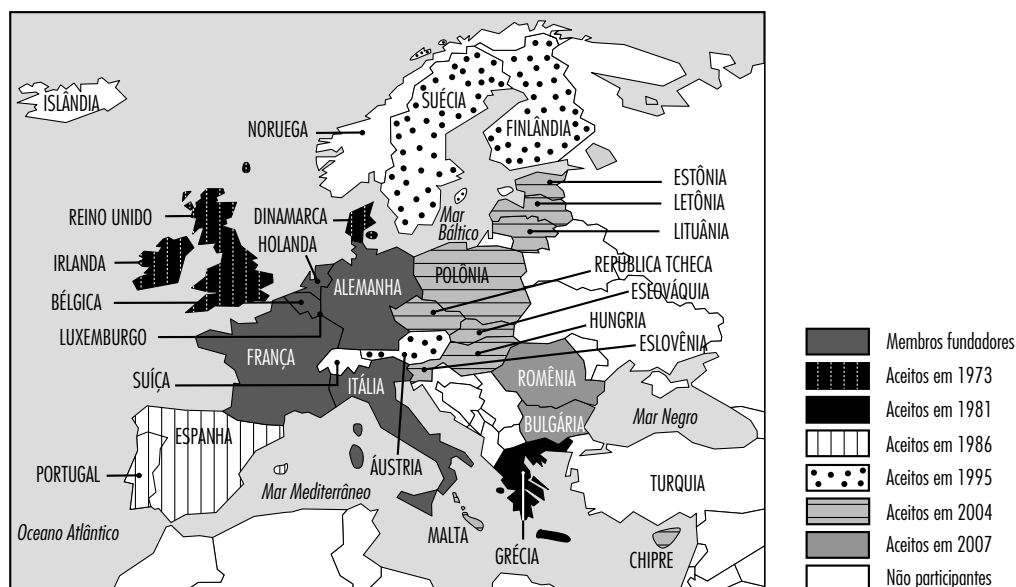 ISLÂNDIA
SUÉCIA
NORUEGA
FINLÂNDIA
ESTÔNIA
LETÔNIA
LITUÂNIA
REINO UNIDO
DINAMARCA
HOLANDA
Mar
Báltico
IRLANDA
ALEMANHA
POLÔNIA
REPÚBLICA TCHECA
ESLOVÁQUIA
BÉLGICA
LUXEMBURGO
HUNGRIA
ESLOVÊNIA
FRANÇA
SUÍÇA
ITÁLIA
ROMÊNIA
BULGÁRIA
Mar Negro
ESPANHA
PORTUGAL
ÁUSTRIA
Mar Mediterrâneo
TURQUIA
Oceano Atlântico
MALTA
GRÉCIA
CHIPRE
Membros fundadores
Aceitos em 1973
Aceitos em 1981
Aceitos em 1986
Aceitos em 1995
Aceitos em 2004
Aceitos em 2007
Não participantes